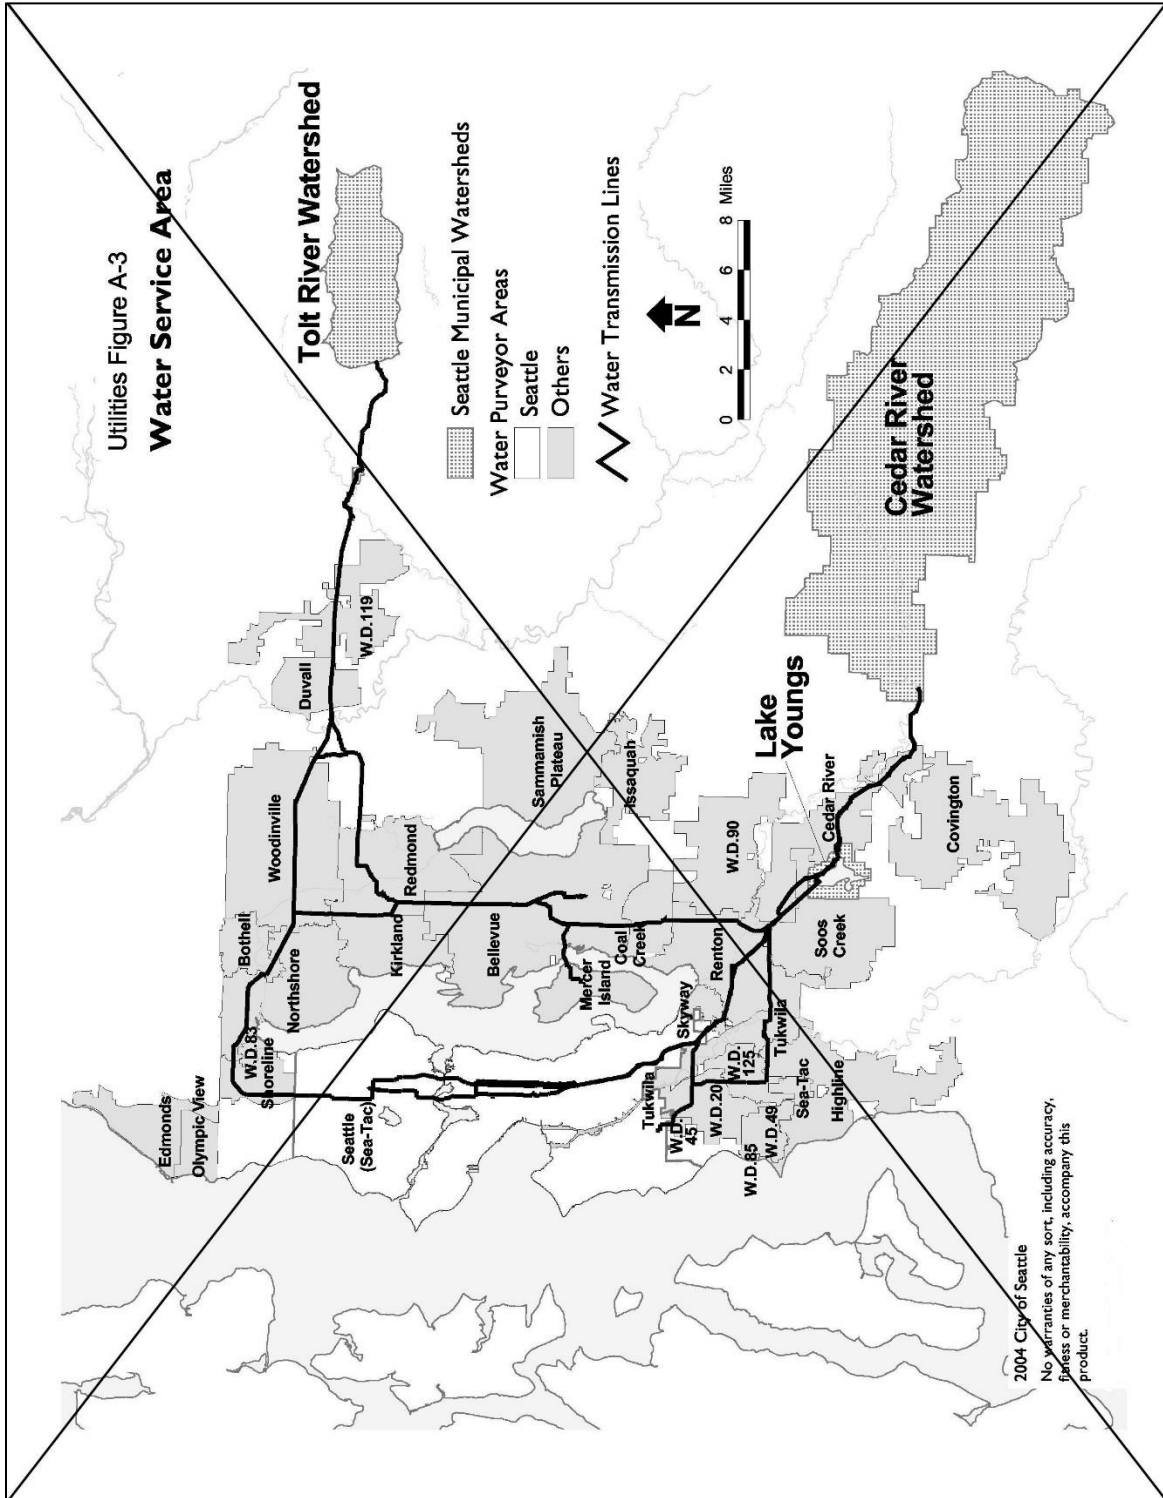 Utilities Figure A-3
Water Service Area
Tolt River Watershed
Seattle Municipal Watersheds
Water Purveyor Areas
Seattle
Others
Water Transmission Lines
N
0 2 4 6 8 Miles
Edmonds
Olympic View
W.D.83
Shoreline
Bothell
Northshore
Woodinville
Duvall
W.D.119
Seattle
(Sea-Tac)
Kirkland
Redmond
Bellevue
Sammamish
Plateau
Mercer
Island
Coal
Creek
Issaquah
Tukwila
Skyway
Renton
W.D.90
Lake
Youngs
Cedar River
Watershed
W.D.
45
W.D.20
W.D.
125
W.D.85
W.D.49
Tukwila
Sea-Tac
Highline
Soos
Creek
Cedar River
Covington
2004 City of Seattle
No warranties of any sort, including accuracy,
fitness or merchantability, accompany this
product.